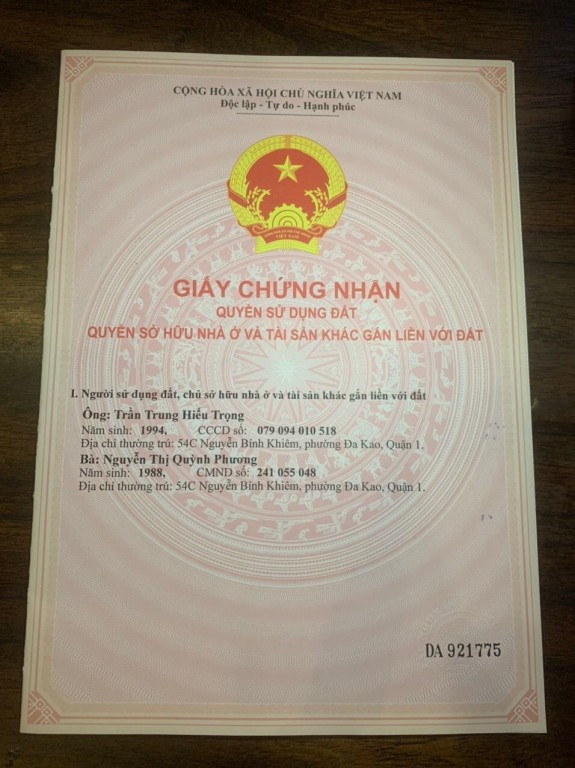 CỘNG HÒA XÃ HỘI CHỦ NGHĨA VIỆT NAM
Độc lập - Tự do - Hạnh phúc
VIỆT NAM
GIẤY CHỨNG NHẬN
QUYỀN SỬ DỤNG ĐẤT
QUYỀN SỞ HỮU NHÀ Ở VÀ TÀI SẢN KHÁC GẮN LIỀN VỚI ĐẤT
I. Người sử dụng đất, chủ sở hữu nhà ở và tài sản khác gắn liền với đất
Ông: Trần Trung Hiếu Trọng
Năm sinh: 1994, CCCD số: 079 094 010 518
Địa chỉ thường trú: 54C Nguyễn Bỉnh Khiêm, phường Đa Kao, Quận 1.
Bà: Nguyễn Thị Quỳnh Phương
Năm sinh: 1988, CMND số: 241 055 048
Địa chỉ thường trú: 54C Nguyễn Bỉnh Khiêm, phường Đa Kao, Quận 1.
DA 921775